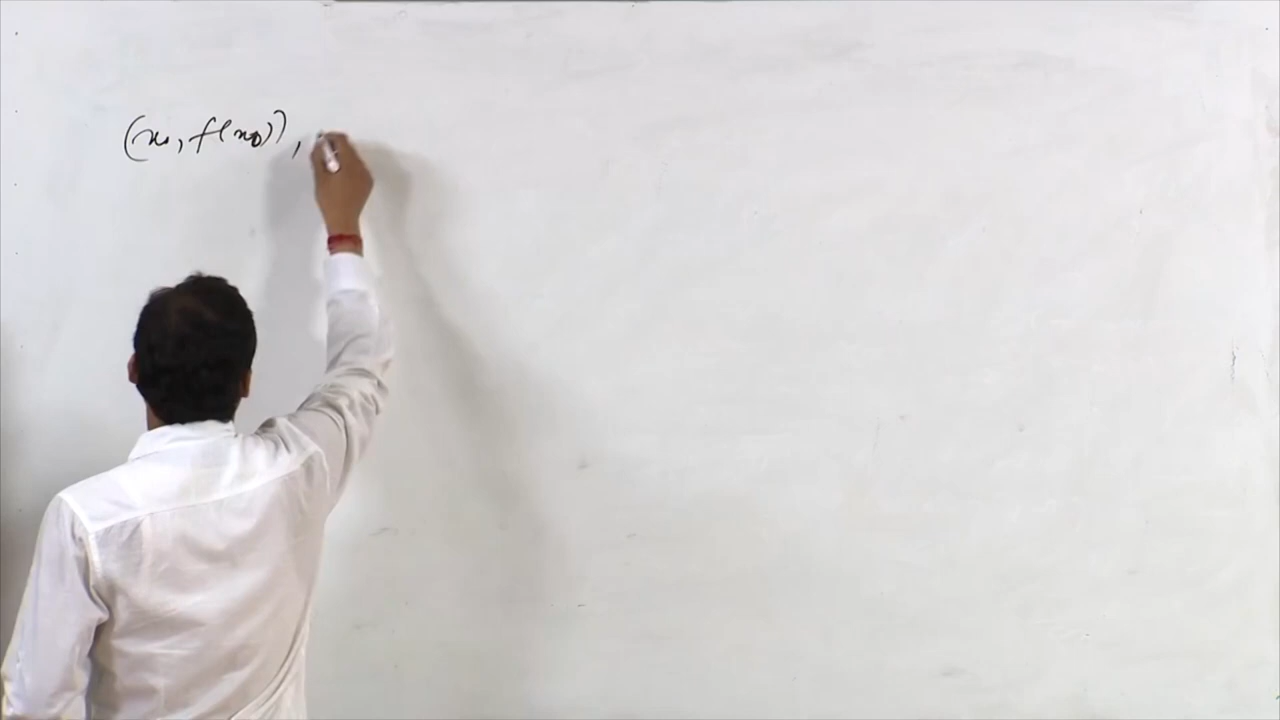 (x₀, f(x₀)),